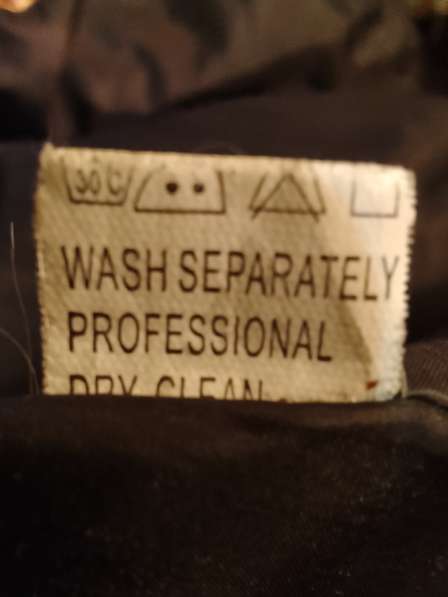 30 C
WASH SEPARATELY
PROFESSIONAL
DRY CLEAN